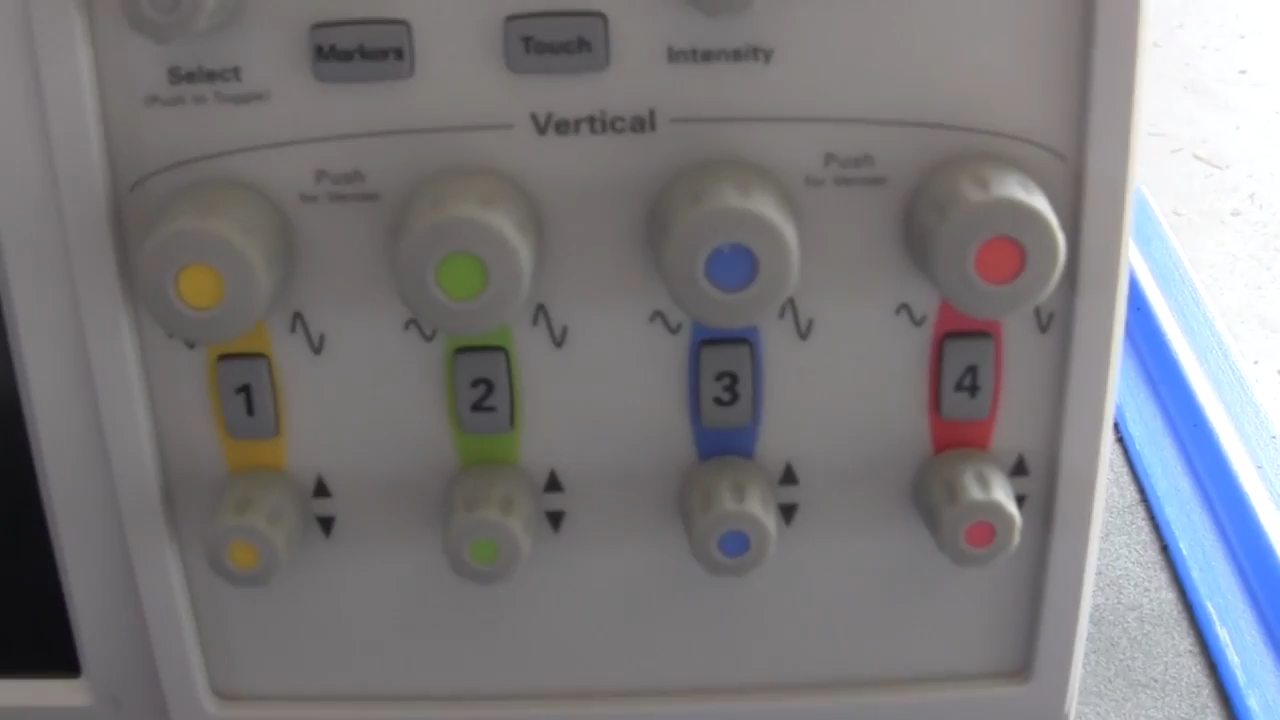 Markers
Touch
Select
(Push to Toggle)
Intensity
Vertical
Push
for Vernier
Push
for Vernier
1
2
3
4